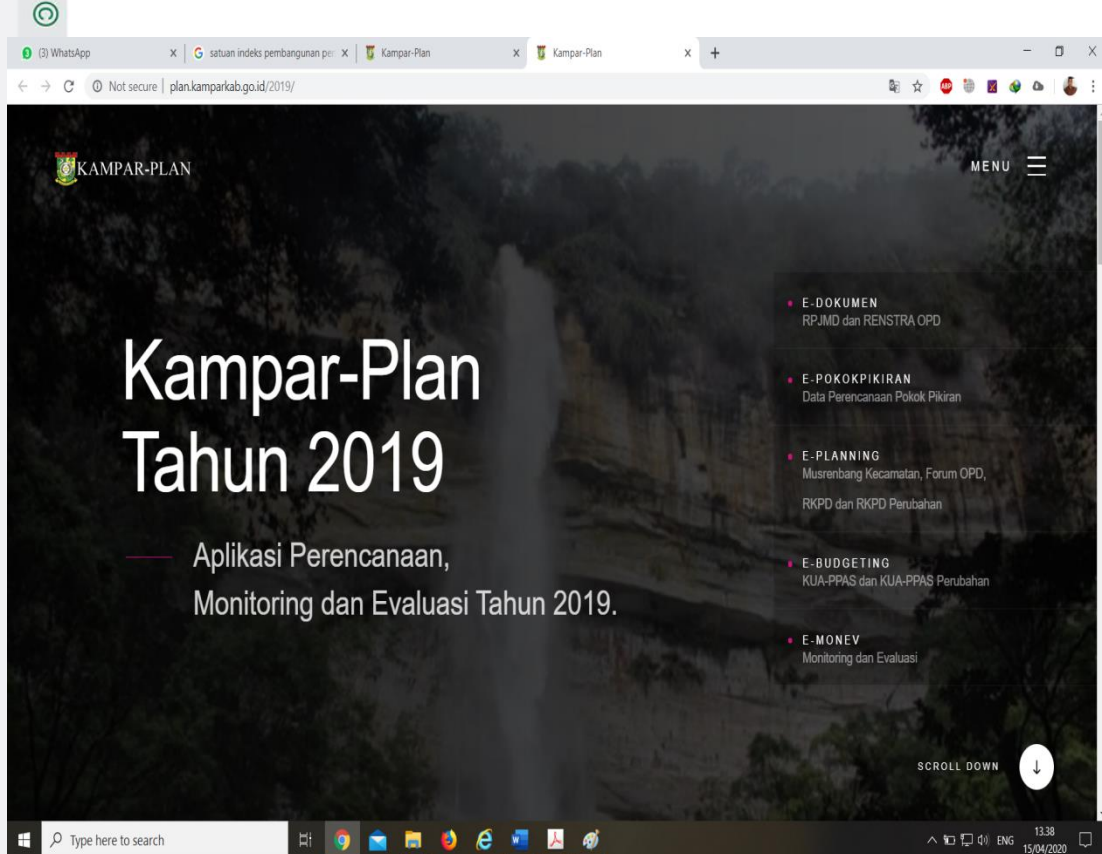 (3) WhatsApp
satuan indeks pembangunan per
Kampar-Plan
Kampar-Plan
Not secure | plan.kamparkab.go.id/2019/
ABP
KAMPAR-PLAN
MENU
Kampar-Plan
Tahun 2019
Aplikasi Perencanaan,
Monitoring dan Evaluasi Tahun 2019.
E-DOKUMEN
RPJMD dan RENSTRA OPD
E-POKOKPIKIRAN
Data Perencanaan Pokok Pikiran
E-PLANNING
Musrenbang Kecamatan, Forum OPD,
RKPD dan RKPD Perubahan
E-BUDGETING
KUA-PPAS dan KUA-PPAS Perubahan
E-MONEV
Monitoring dan Evaluasi
SCROLL DOWN
Type here to search
ENG
13.38
15/04/2020